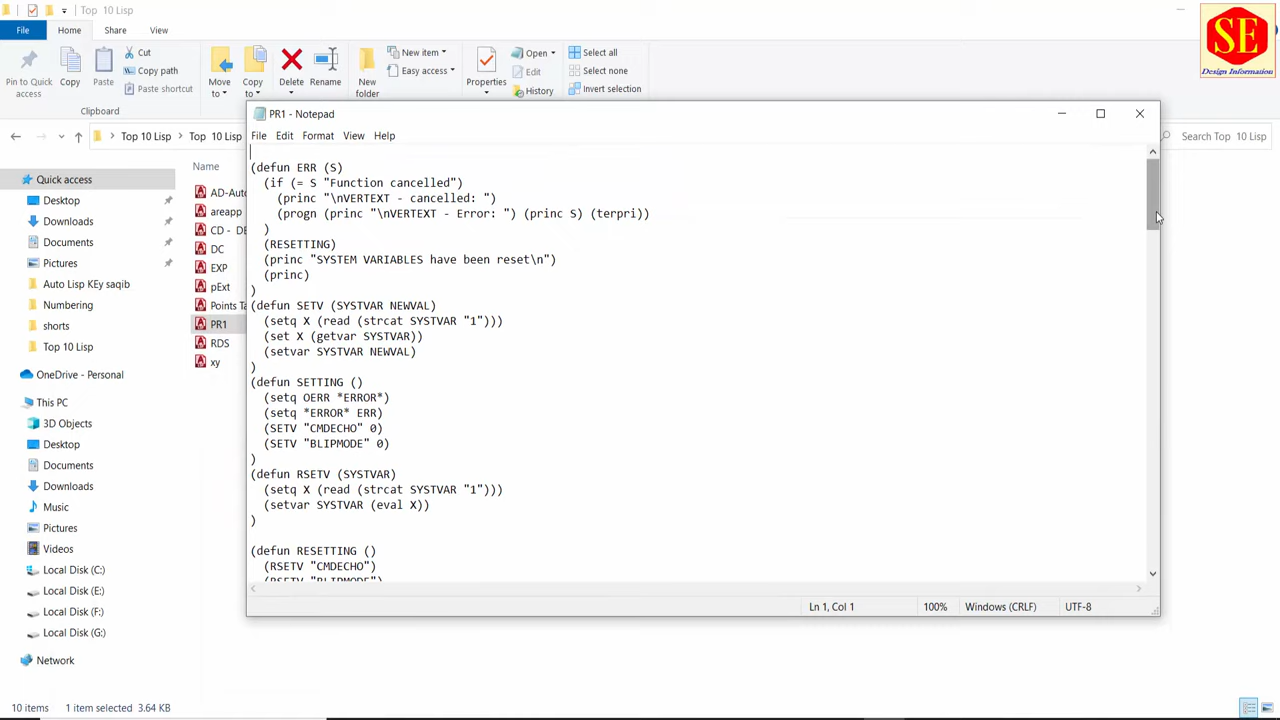 Top 10 Lisp
File
Home
Share
View
Pin to Quick access
Copy
Paste
Cut
Copy path
Paste shortcut
Clipboard
Move to
Copy to
Delete
Rename
New folder
New item
Easy access
Properties
Open
Edit
History
Select all
Select none
Invert selection
SE
Design Information
Top 10 Lisp
Top 10 Lisp
Search Top 10 Lisp
Quick access
Desktop
Downloads
Documents
Pictures
Auto Lisp KEy saqib
Numbering
shorts
Top 10 Lisp
OneDrive - Personal
This PC
3D Objects
Desktop
Documents
Downloads
Music
Pictures
Videos
Local Disk (C:)
Local Disk (E:)
Local Disk (F:)
Local Disk (G:)
Network
Name
areapp
DC
EXP
pExt
PR1
RDS
xy
PR1 - Notepad
File Edit Format View Help
(defun ERR (S)
(if (= S "Function cancelled")
(princ "\nVERTEXT - cancelled: ")
(progn (princ "\nVERTEXT - Error: ") (princ S) (terpri))
)
(RESETTING)
(princ "SYSTEM VARIABLES have been reset\n")
(princ)
)
(defun SETV (SYSTVAR NEWVAL)
(setq X (read (strcat SYSTVAR "1")))
(set X (getvar SYSTVAR))
(setvar SYSTVAR NEWVAL)
)
(defun SETTING ()
(setq OERR *ERROR*)
(setq *ERROR* ERR)
(SETV "CMDECHO" 0)
(SETV "BLIPMODE" 0)
)
(defun RSETV (SYSTVAR)
(setq X (read (strcat SYSTVAR "1")))
(setvar SYSTVAR (eval X))
)
(defun RESETTING ()
(RSETV "CMDECHO")
(RSETV "BLIPMODE")
Ln 1, Col 1
100%
Windows (CRLF)
UTF-8
10 items
1 item selected 3.64 KB